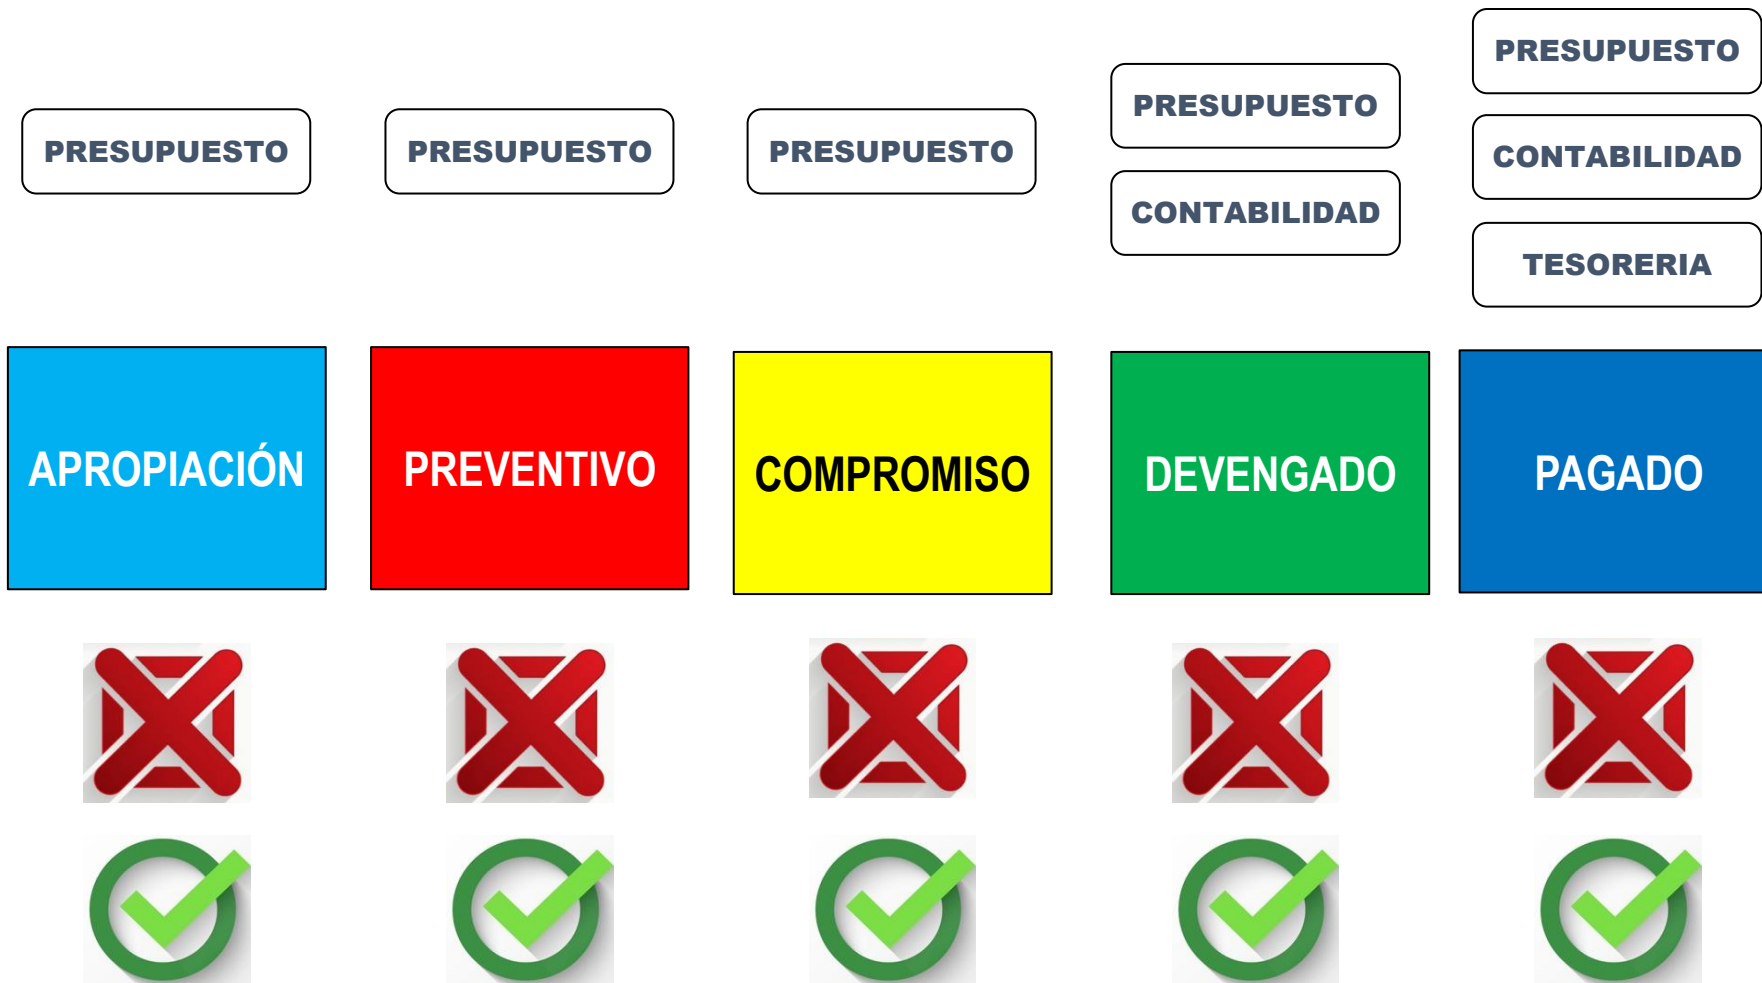 PRESUPUESTO
PRESUPUESTO
PRESUPUESTO
PRESUPUESTO
CONTABILIDAD
PRESUPUESTO
CONTABILIDAD
TESORERIA
APROPIACIÓN
PREVENTIVO
COMPROMISO
DEVENGADO
PAGADO